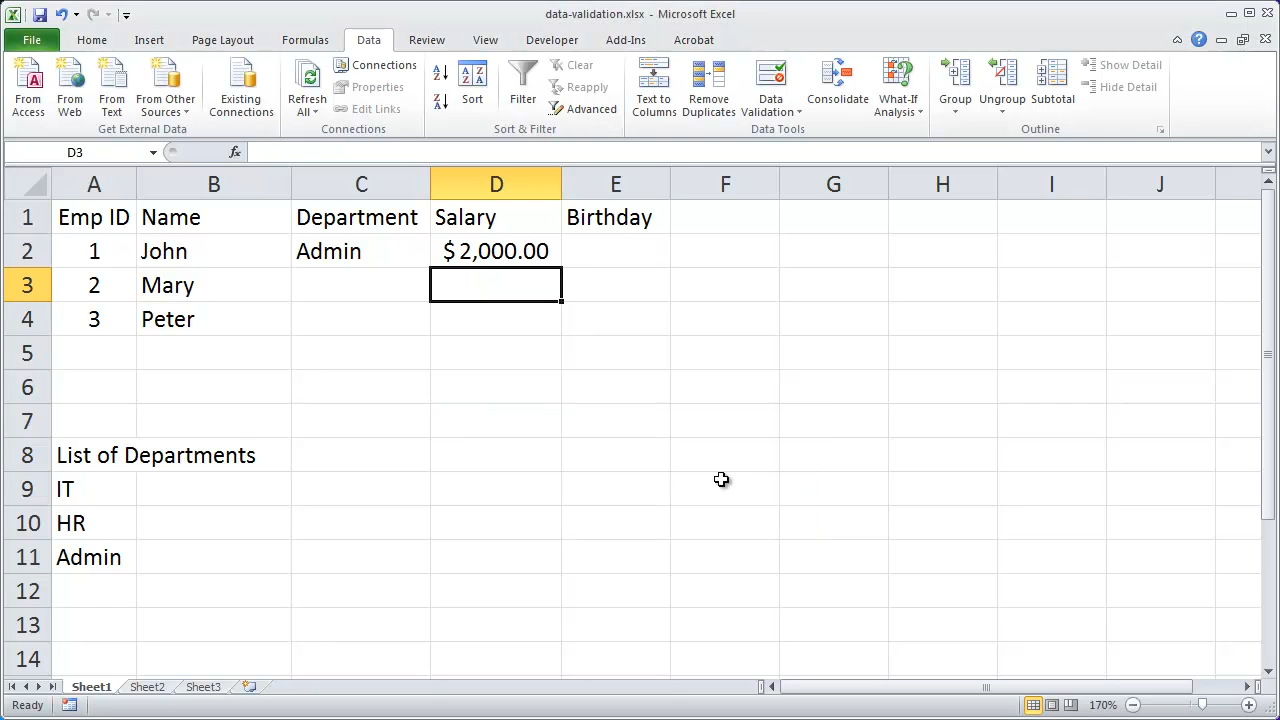 data-validation.xlsx - Microsoft Excel
File Home Insert Page Layout Formulas Data Review View Developer Add-Ins Acrobat
From Access
From Web
From Text
From Other Sources
Existing Connections
Get External Data
Refresh All
Connections
Properties
Edit Links
Connections
Sort
Filter
Clear
Reapply
Advanced
Sort & Filter
Text to Columns
Remove Duplicates
Data Validation
Consolidate
What-If Analysis
Data Tools
Group
Ungroup
Subtotal
Show Detail
Hide Detail
Outline
D3 fx
A B C D E F G H I J
1 Emp ID Name Department Salary Birthday
2 1 John Admin $ 2,000.00
3 2 Mary
4 3 Peter
5
6
7
8 List of Departments
9 IT
10 HR
11 Admin
12
13
14
Sheet1 Sheet2 Sheet3
Ready 170%